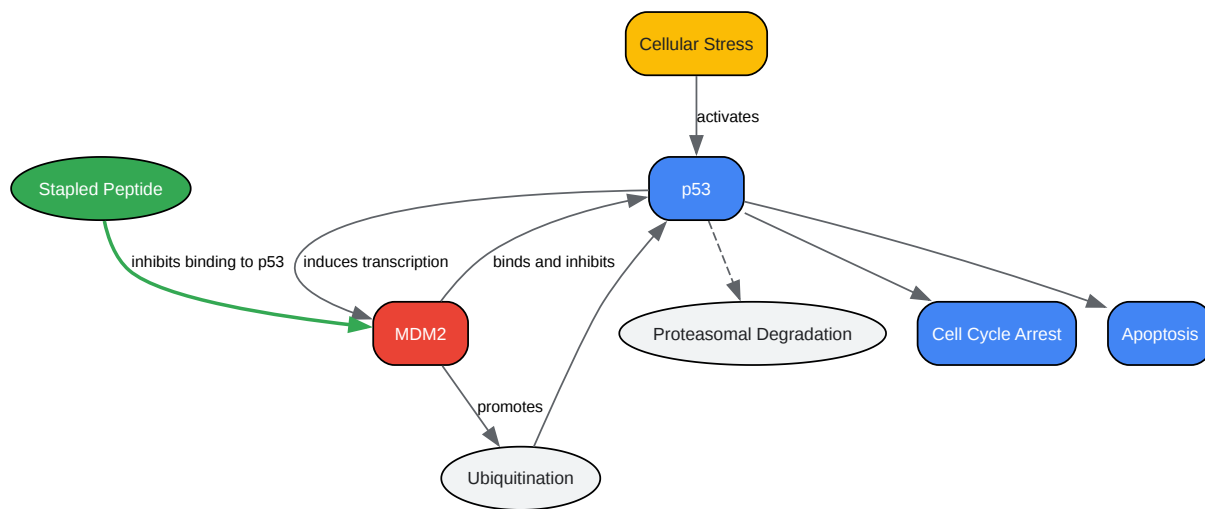 Cellular Stress
activates
Stapled Peptide
p53
inhibits binding to p53
induces transcription
binds and inhibits
MDM2
Proteasomal Degradation
Cell Cycle Arrest
Apoptosis
promotes
Ubiquitination